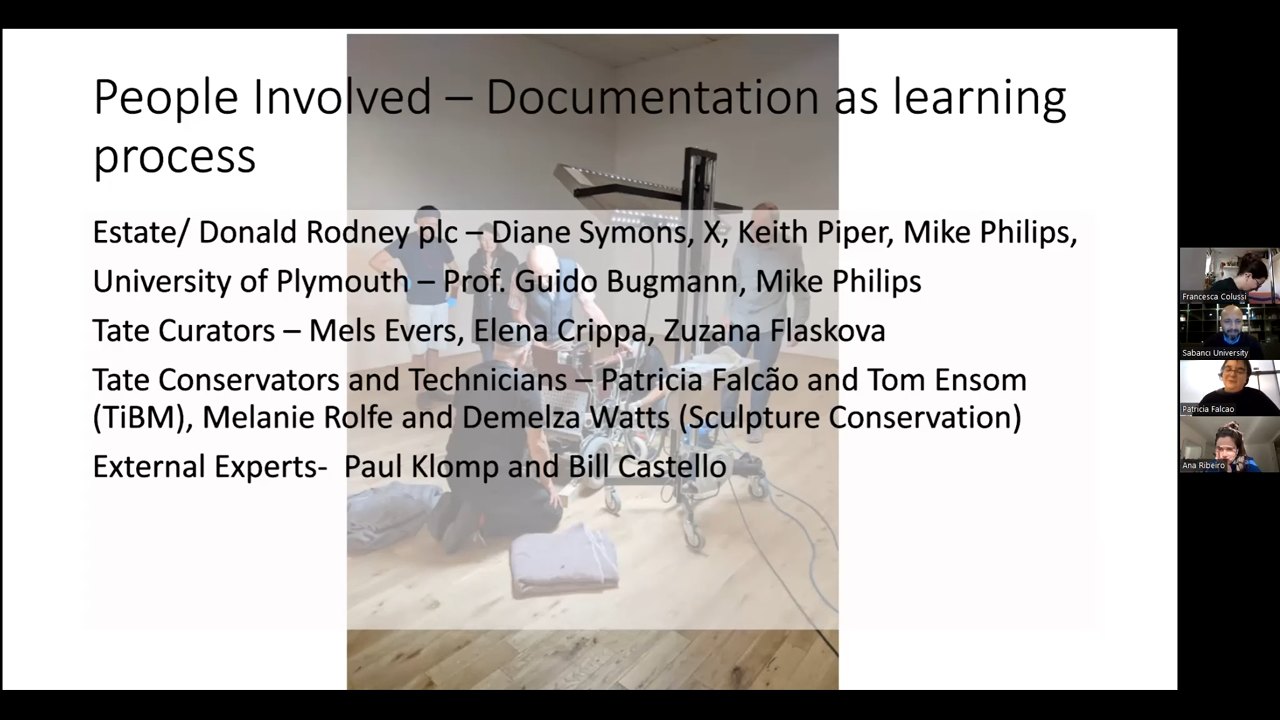 People Involved – Documentation as learning
process
Estate/ Donald Rodney plc – Diane Symons, X, Keith Piper, Mike Philips,
University of Plymouth – Prof. Guido Bugmann, Mike Philips
Tate Curators – Mels Evers, Elena Crippa, Zuzana Flaskova
Tate Conservators and Technicians – Patricia Falcão and Tom Ensom
(TiBM), Melanie Rolfe and Demelza Watts (Sculpture Conservation)
External Experts- Paul Klomp and Bill Castello
Francesca Colussi
Sabancı University
Patricia Falcao
Ana Ribeiro